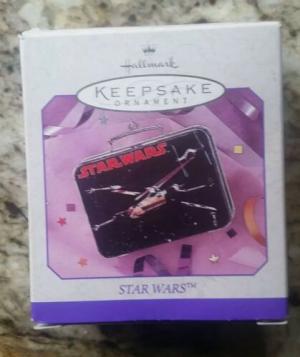 Hallmark
KEEPSAKE
ORNAMENT
STAR WARS
STAR WARS™